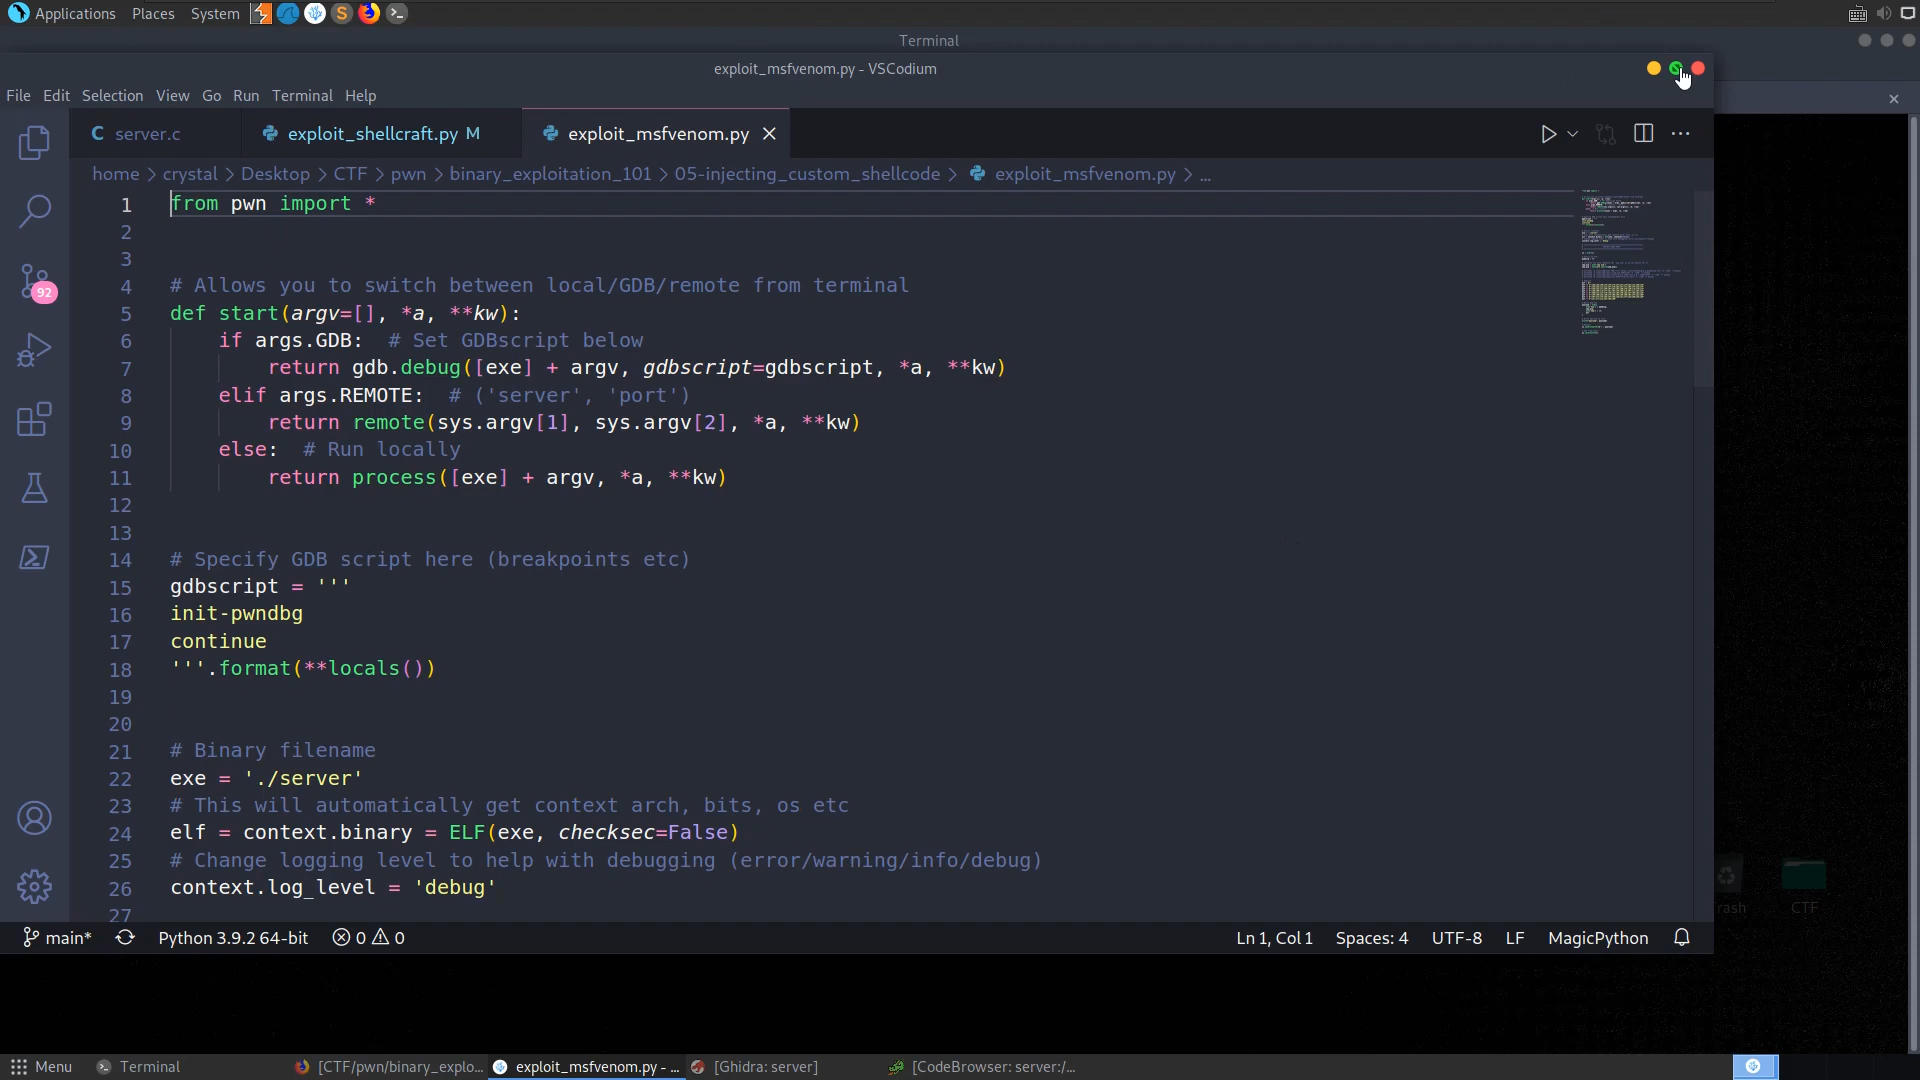 Applications Places System
Terminal
exploit_msfvenom.py - VSCodium
File Edit Selection View Go Run Terminal Help
server.c exploit_shellcraft.py M exploit_msfvenom.py
home > crystal > Desktop > CTF > pwn > binary_exploitation_101 > 05-injecting_custom_shellcode > exploit_msfvenom.py > ...
1 from pwn import *
2
3
4 # Allows you to switch between local/GDB/remote from terminal
5 def start(argv=[], *a, **kw):
6     if args.GDB:  # Set GDBscript below
7         return gdb.debug([exe] + argv, gdbscript=gdbscript, *a, **kw)
8     elif args.REMOTE:  # ('server', 'port')
9         return remote(sys.argv[1], sys.argv[2], *a, **kw)
10     else:  # Run locally
11         return process([exe] + argv, *a, **kw)
12
13
14 # Specify GDB script here (breakpoints etc)
15 gdbscript = '''
16 init-pwndbg
17 continue
18 '''.format(**locals())
19
20
21 # Binary filename
22 exe = './server'
23 # This will automatically get context arch, bits, os etc
24 elf = context.binary = ELF(exe, checksec=False)
25 # Change logging level to help with debugging (error/warning/info/debug)
26 context.log_level = 'debug'
27
92
CTF
main* Python 3.9.2 64-bit 0 0 Ln 1, Col 1 Spaces: 4 UTF-8 LF MagicPython
Menu Terminal [CTF/pwn/binary_explo... exploit_msfvenom.py - ... [Ghidra: server] [CodeBrowser: server:/...